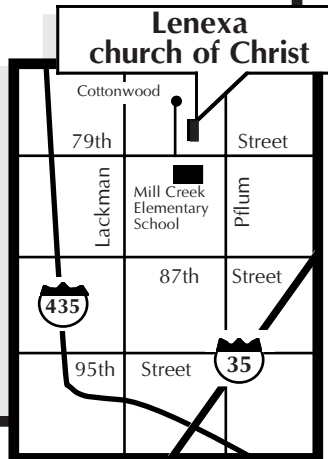 Lenexa
church of Christ
Cottonwood
79th Street
Lackman
Mill Creek
Elementary
School
Pflum
87th Street
435
35
95th Street